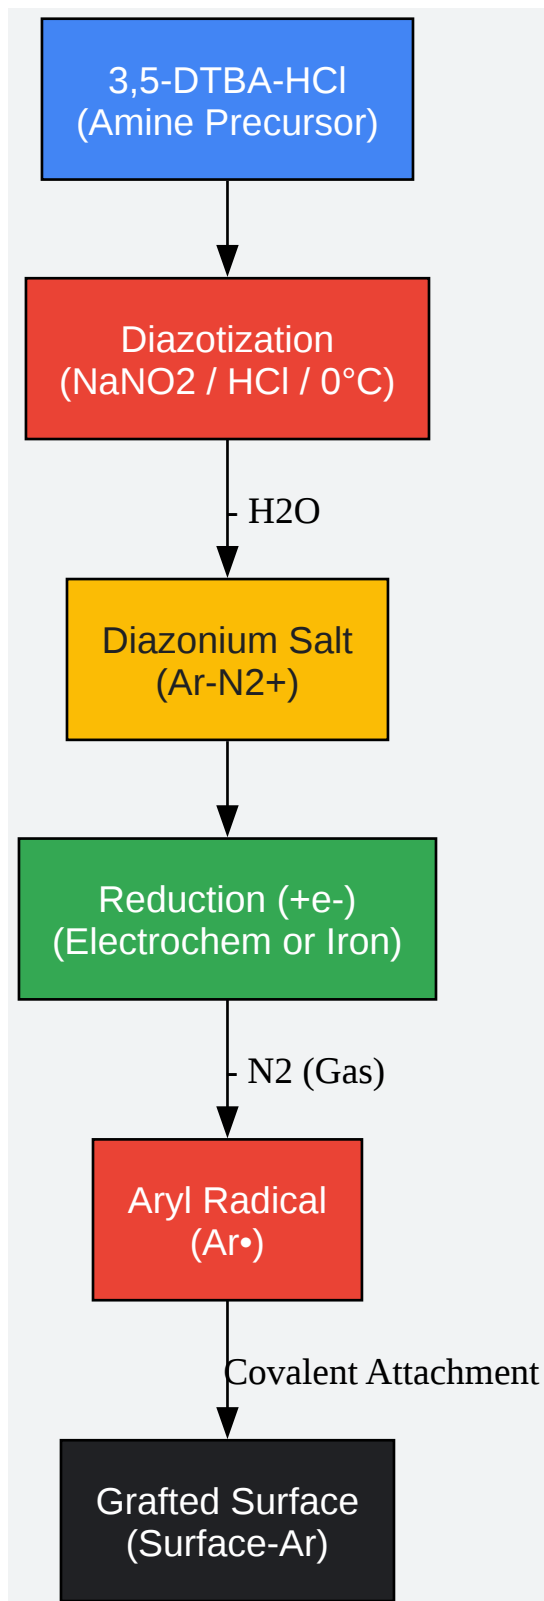 3,5-DTBA-HCl
(Amine Precursor)
Diazotization
(NaNO2 / HCl / 0°C)
- H2O
Diazonium Salt
(Ar-N2+)
Reduction (+e-)
(Electrochem or Iron)
- N2 (Gas)
Aryl Radical
(Ar•)
Covalent Attachment
Grafted Surface
(Surface-Ar)